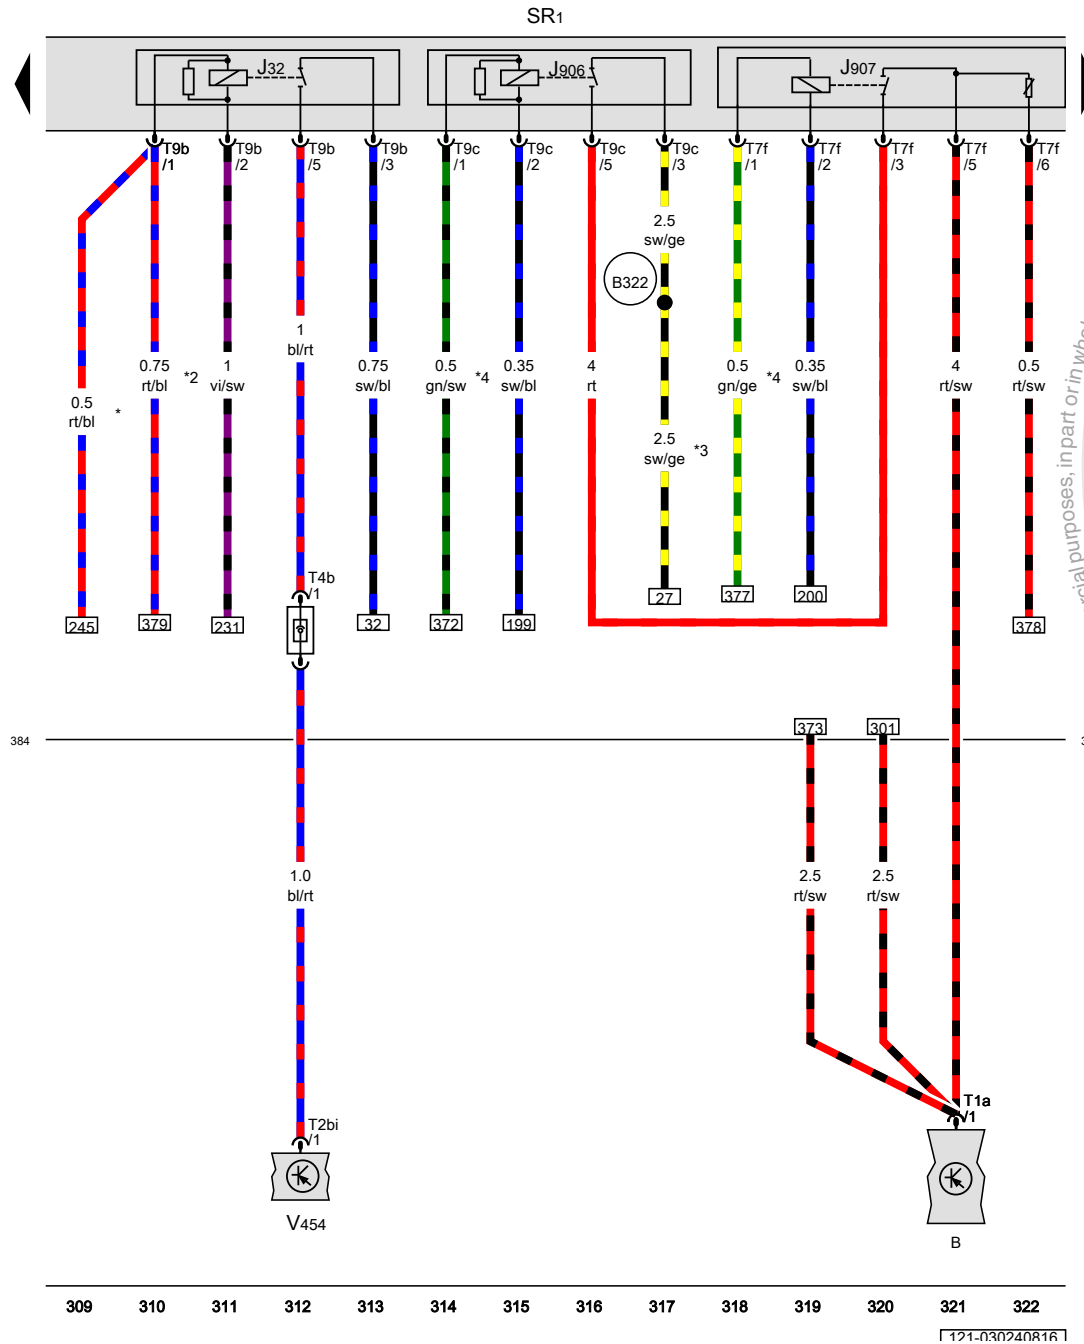 SR1
J32
J906
J907
T9b
/1
T9b
/2
T9b
/5
T9b
/3
T9c
/1
T9c
/2
T9c
/5
T9c
/3
T7f
/1
T7f
/2
T7f
/3
T7f
/5
T7f
/6
2.5
sw/ge
B322
1
bl/rt
0.5
rt/bl
*
0.75
rt/bl
*2
1
vi/sw
0.75
sw/bl
0.5
gn/sw
*4
0.35
sw/bl
4
rt
2.5
sw/ge
*3
0.5
gn/ge
*4
0.35
sw/bl
4
rt/sw
0.5
rt/sw
T4b
/1
245
379
231
32
372
199
27
377
200
378
384
373
301
1.0
bl/rt
2.5
rt/sw
2.5
rt/sw
T2bi
/1
T1a
/1
V454
B
309 310 311 312 313 314 315 316 317 318 319 320 321 322
121-030240816
purposes, in part or in